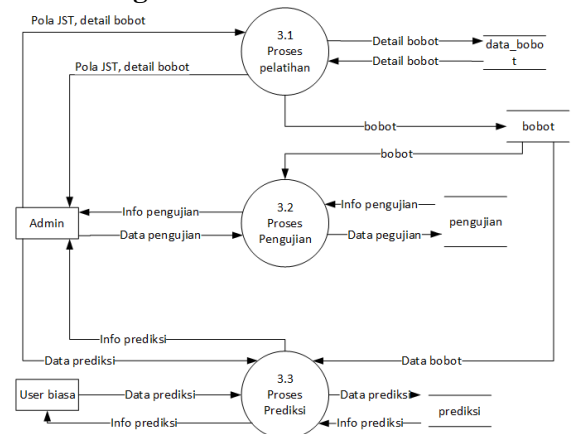 Pola JST, detail bobot
3.1
Proses
pelatihan
Detail bobot
data_bobo
t
Detail bobot
Pola JST, detail bobot
bobot
bobot
bobot
Info pengujian
3.2
Proses
Pengujian
Info pengujian
Admin
pengujian
Data pengujian
Data pegujian
Info prediksi
Data prediksi
Data bobot
3.3
Proses
Prediksi
User biasa
Data prediksi
Data prediksi
prediksi
Info prediksi
Info prediksi